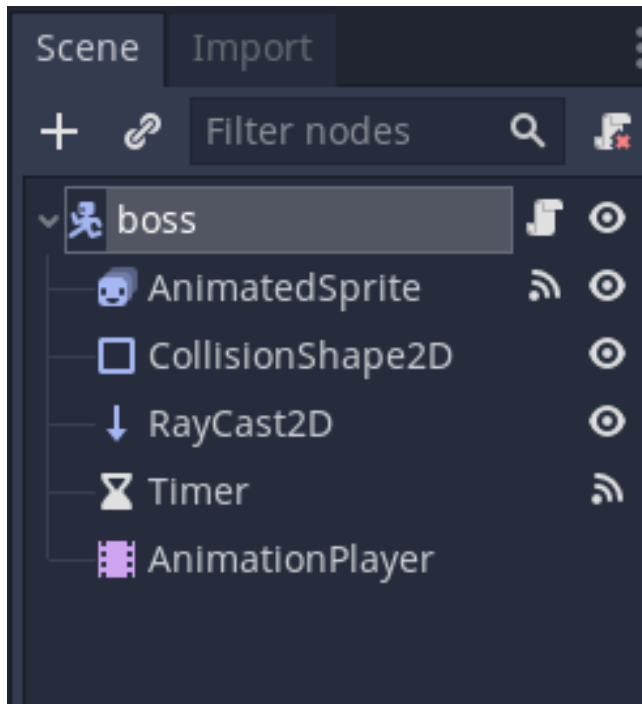 Scene Import
Filter nodes
boss
AnimatedSprite
CollisionShape2D
RayCast2D
Timer
AnimationPlayer